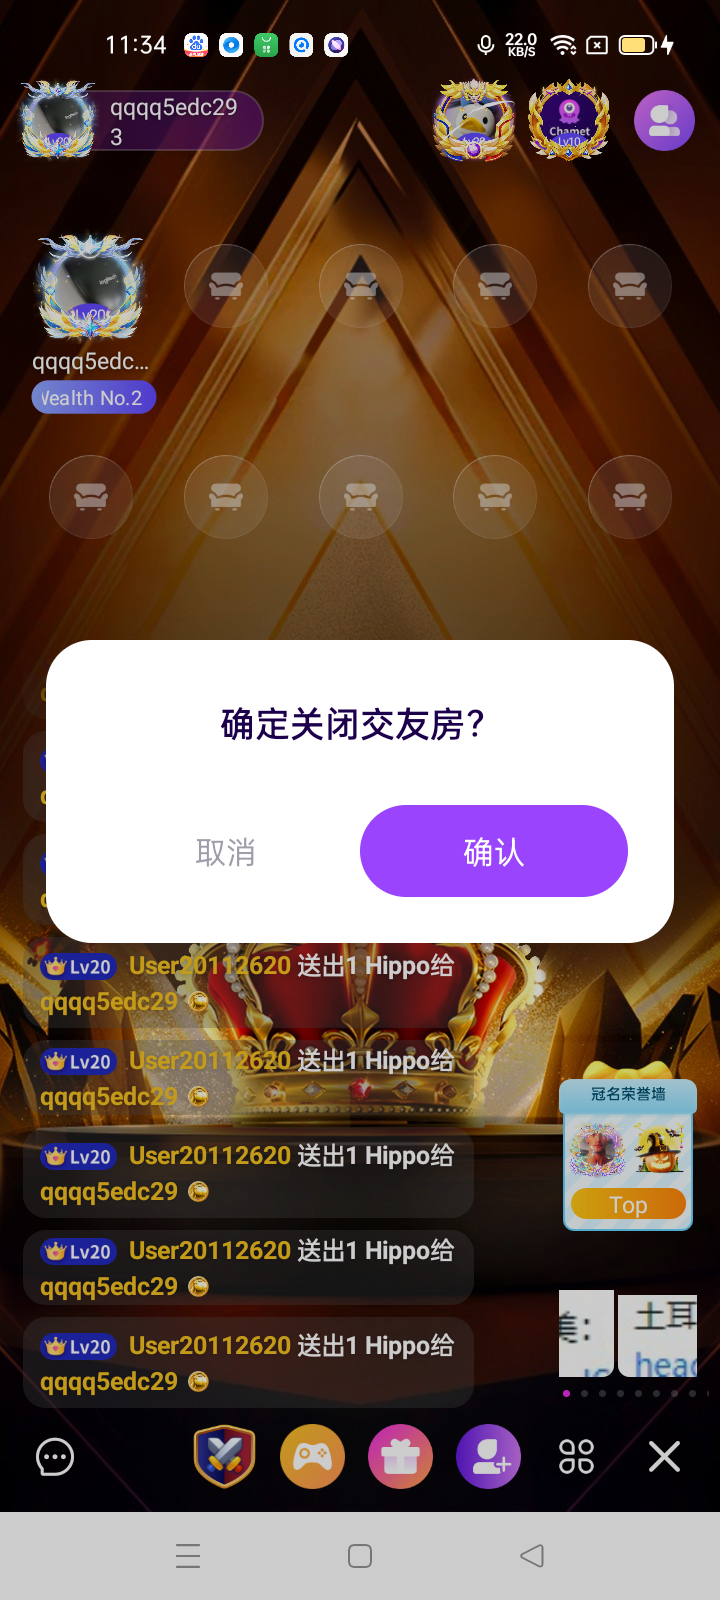 11:34
22.0
KB/S
qqqq5edc29
3
Lv20
Chamet
Lv10
logitech
Lv20
qqqq5edc...
Wealth No.2
确定关闭交友房?
取消
确认
Lv20 User20112620 送出1 Hippo给
qqqq5edc29
Lv20 User20112620 送出1 Hippo给
qqqq5edc29
Lv20 User20112620 送出1 Hippo给
qqqq5edc29
Lv20 User20112620 送出1 Hippo给
qqqq5edc29
Lv20 User20112620 送出1 Hippo给
qqqq5edc29
冠名荣誉墙
Top
美:
土耳
head